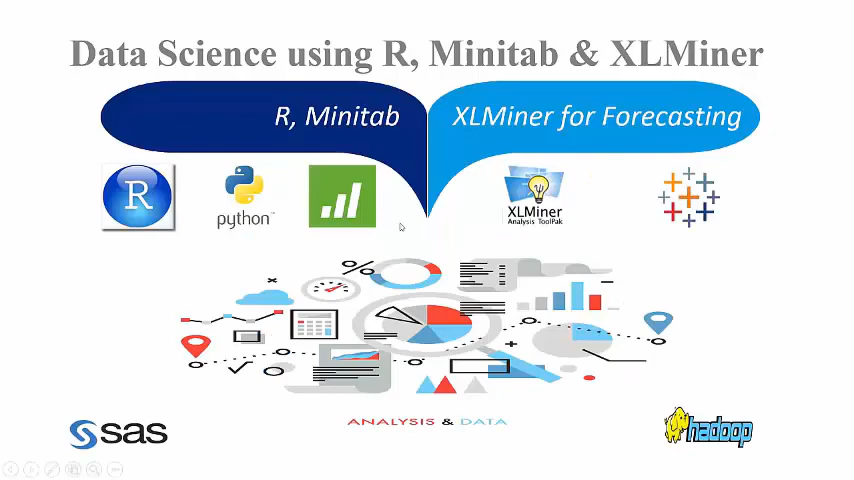 Data Science using R, Minitab & XLMiner
R, Minitab
XLMiner for Forecasting
R
python
XLMiner
Analysis ToolPak
%
ANALYSIS & DATA
sas
hadoop